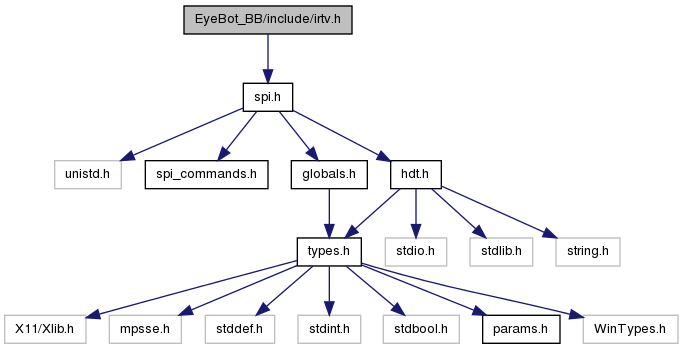 EyeBot_BB/include/irtv.h
spi.h
unistd.h
spi_commands.h
globals.h
hdt.h
types.h
stdio.h
stdlib.h
string.h
X11/Xlib.h
mpsse.h
stddef.h
stdint.h
stdbool.h
params.h
WinTypes.h